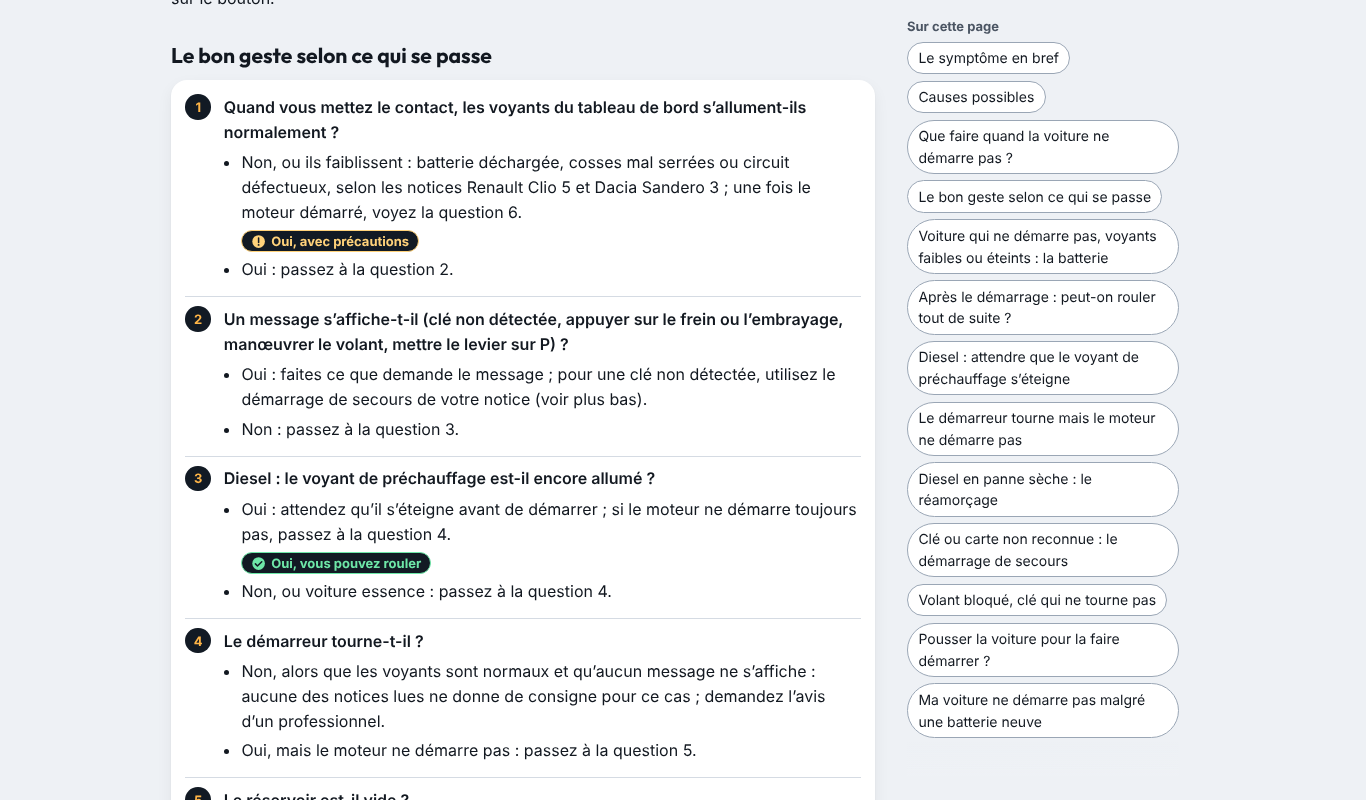 sur le bouton.
Le bon geste selon ce qui se passe
1 Quand vous mettez le contact, les voyants du tableau de bord s’allument-ils
normalement ?
• Non, ou ils faiblissent : batterie déchargée, cosses mal serrées ou circuit
défectueux, selon les notices Renault Clio 5 et Dacia Sandero 3 ; une fois le
moteur démarré, voyez la question 6.
Oui, avec précautions
• Oui : passez à la question 2.
2 Un message s’affiche-t-il (clé non détectée, appuyer sur le frein ou l’embrayage,
manœuvrer le volant, mettre le levier sur P) ?
• Oui : faites ce que demande le message ; pour une clé non détectée, utilisez le
démarrage de secours de votre notice (voir plus bas).
• Non : passez à la question 3.
3 Diesel : le voyant de préchauffage est-il encore allumé ?
• Oui : attendez qu’il s’éteigne avant de démarrer ; si le moteur ne démarre toujours
pas, passez à la question 4.
Oui, vous pouvez rouler
• Non, ou voiture essence : passez à la question 4.
4 Le démarreur tourne-t-il ?
• Non, alors que les voyants sont normaux et qu’aucun message ne s’affiche :
aucune des notices lues ne donne de consigne pour ce cas ; demandez l’avis
d’un professionnel.
• Oui, mais le moteur ne démarre pas : passez à la question 5.
5 Le réservoir est-il vide ?
Sur cette page
Le symptôme en bref
Causes possibles
Que faire quand la voiture ne
démarre pas ?
Le bon geste selon ce qui se passe
Voiture qui ne démarre pas, voyants
faibles ou éteints : la batterie
Après le démarrage : peut-on rouler
tout de suite ?
Diesel : attendre que le voyant de
préchauffage s’éteigne
Le démarreur tourne mais le moteur
ne démarre pas
Diesel en panne sèche : le
réamorçage
Clé ou carte non reconnue : le
démarrage de secours
Volant bloqué, clé qui ne tourne pas
Pousser la voiture pour la faire
démarrer ?
Ma voiture ne démarre pas malgré
une batterie neuve